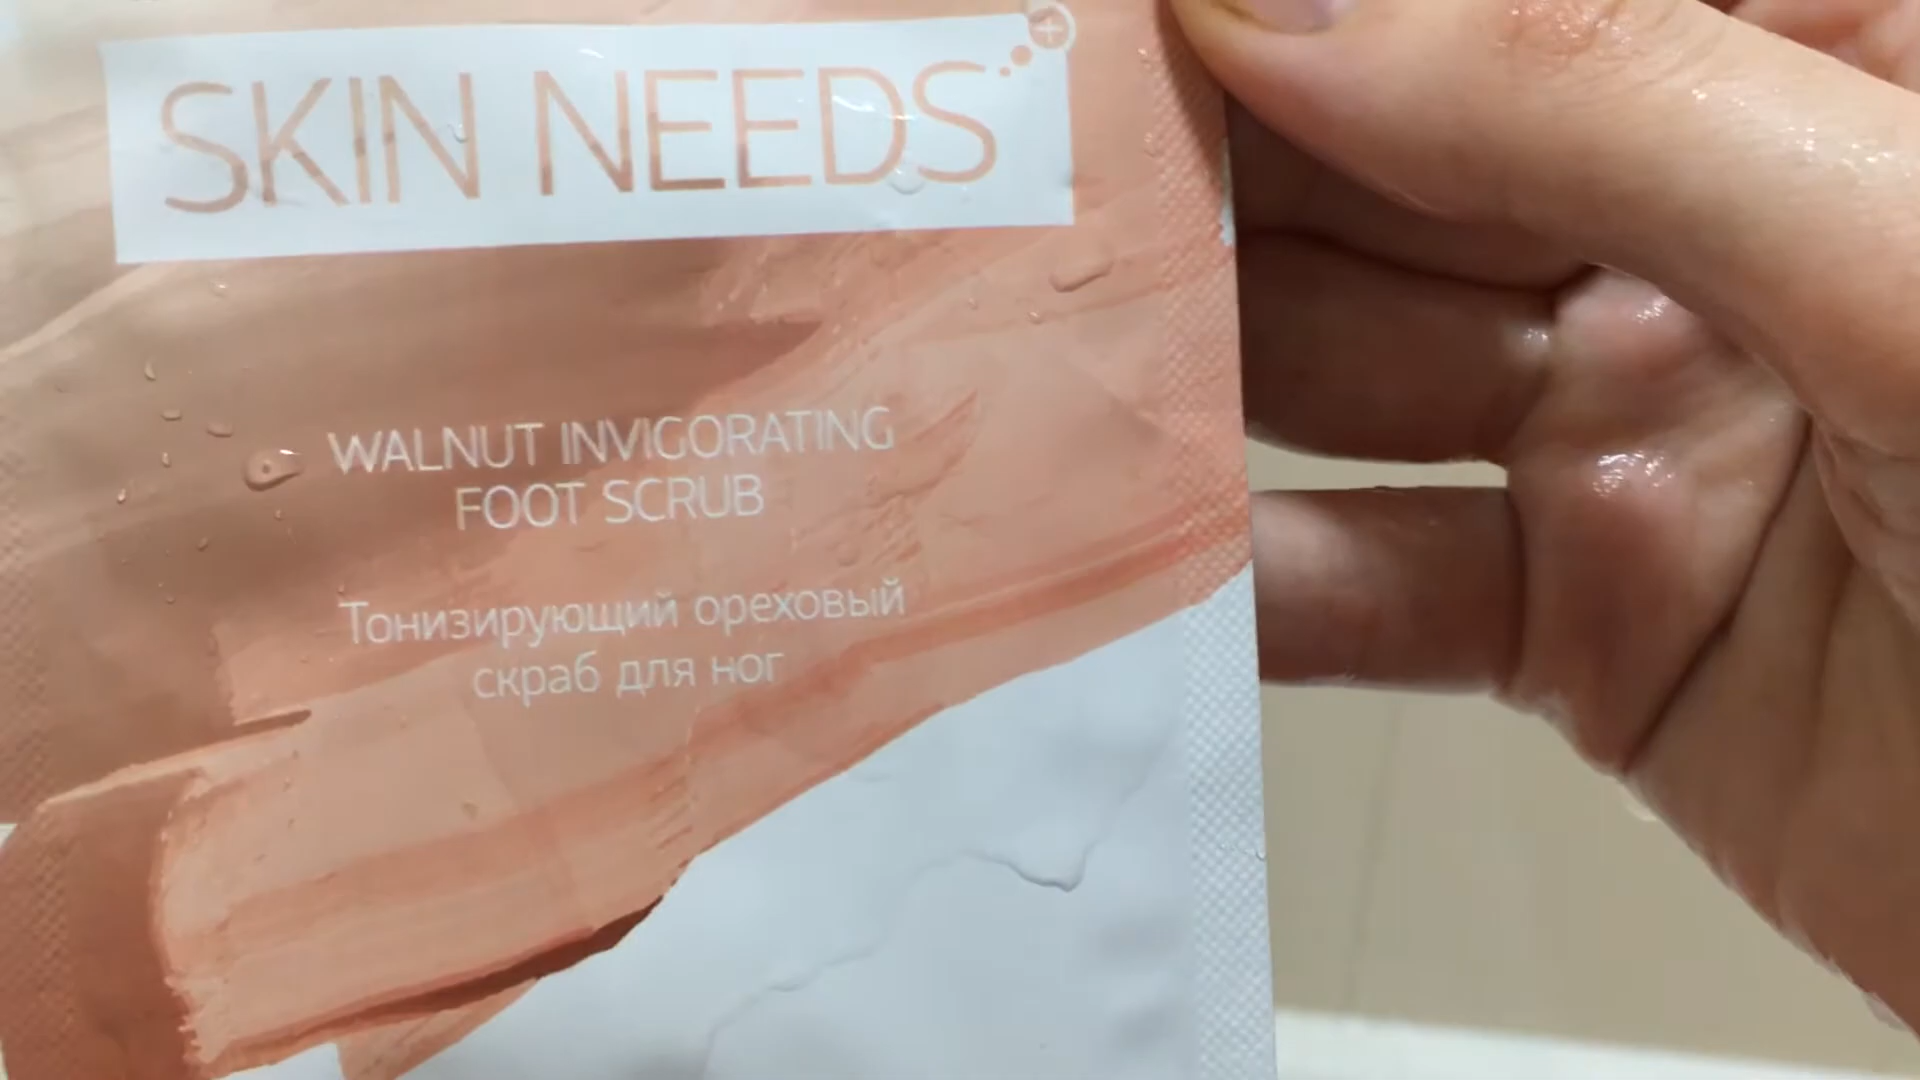 SKIN NEEDS
WALNUT INVIGORATING
FOOT SCRUB
Тонизирующий ореховый
скраб для ног